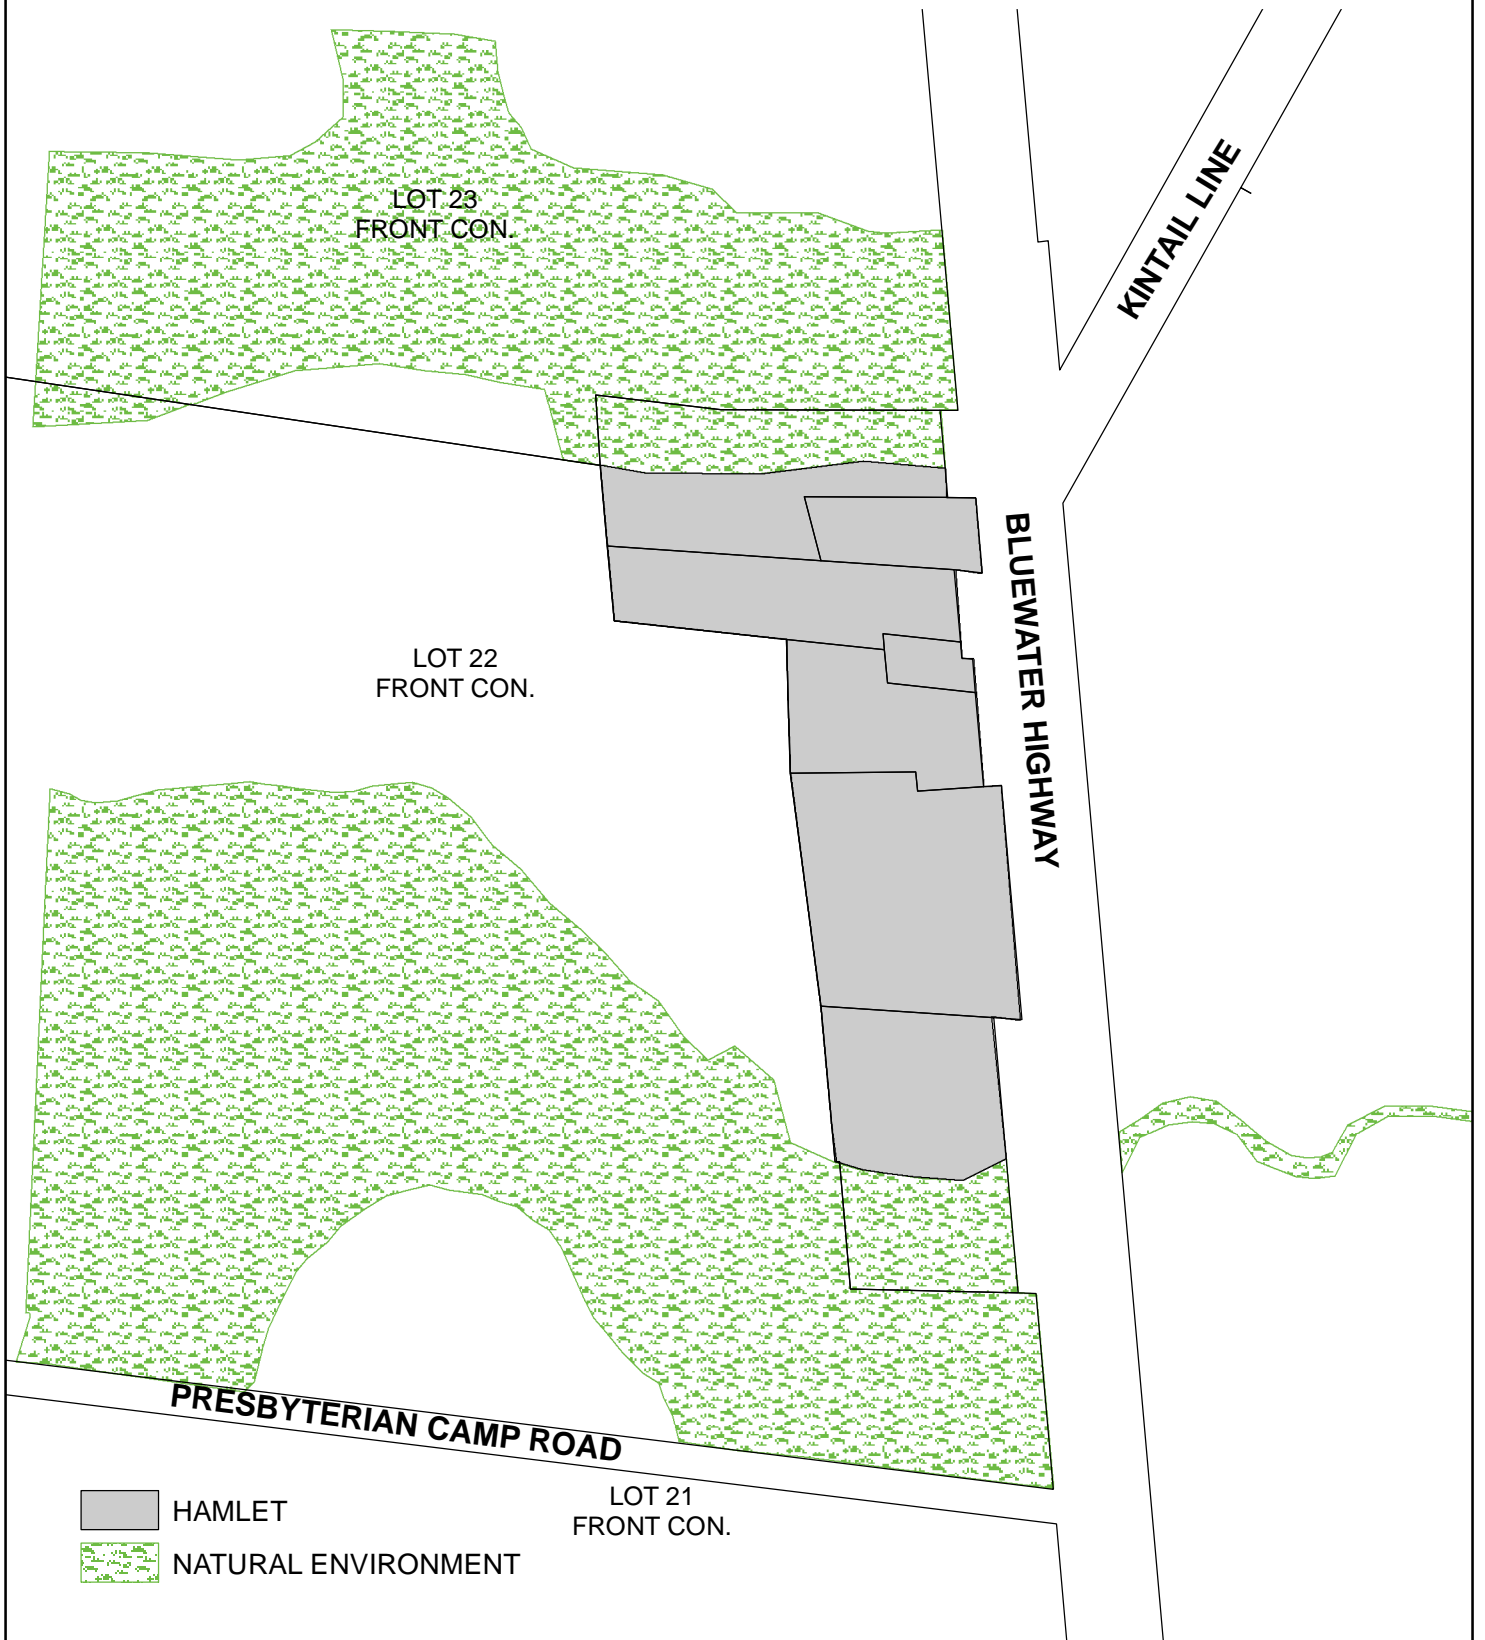 LOT 23
FRONT CON.
KINTAIL LINE
BLUEWATER HIGHWAY
LOT 22
FRONT CON.
PRESBYTERIAN CAMP ROAD
LOT 21
FRONT CON.
HAMLET
NATURAL ENVIRONMENT